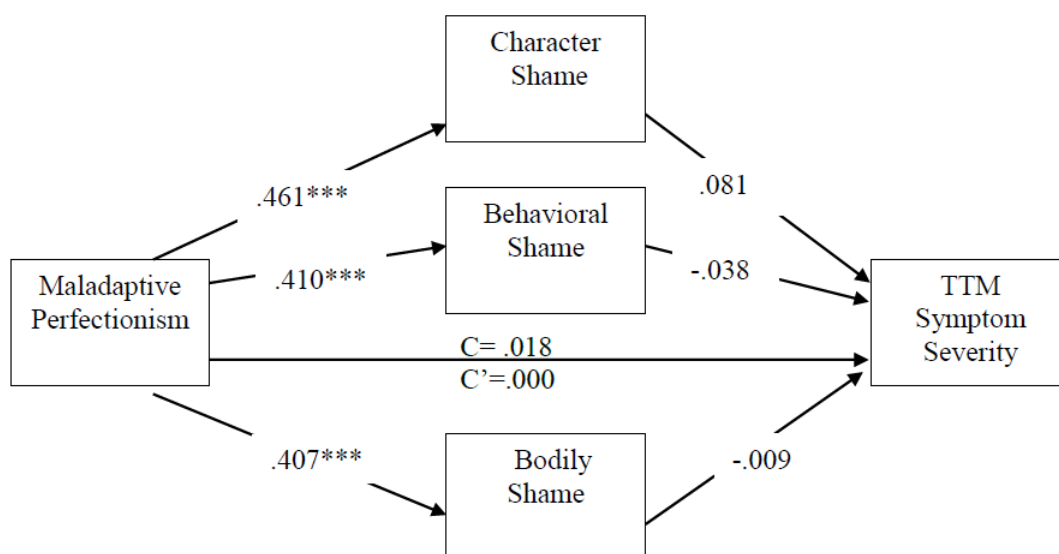 Character
Shame
.461***
.081
Behavioral
Shame
.410***
-.038
Maladaptive
Perfectionism
TTM
Symptom
Severity
C= .018
C’=.000
.407***
Bodily
Shame
-.009